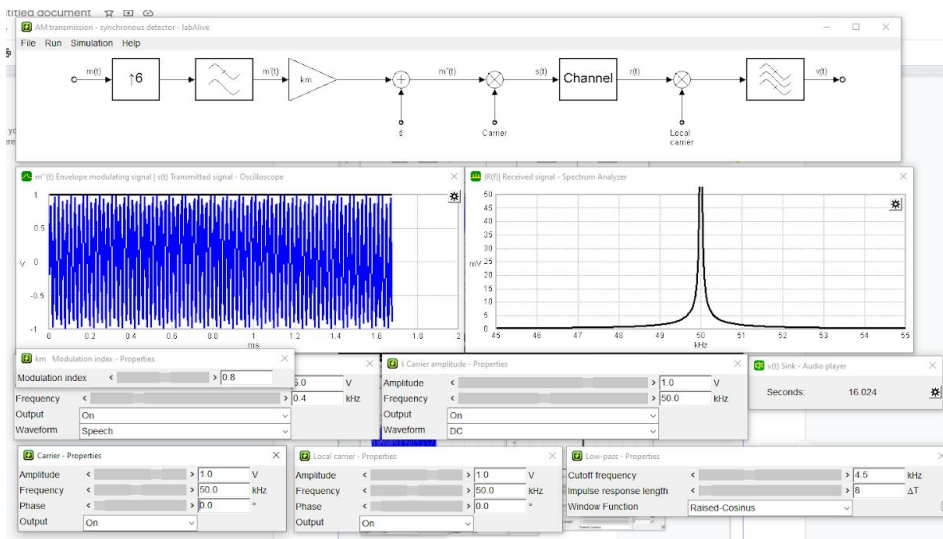 ntitled document
AM transmission - synchronous detector - labAlive
File Run Simulation Help
m(t) ↑6 m'(t) km m''(t) s(t) Channel r(t) v(t)
ŝ Carrier Local
carrier
m''(t) Envelope modulating signal | s(t) Transmitted signal - Oscilloscope
1
0.5
V 0
-0.5
-1
0 0.2 0.4 0.6 0.8 1 1.2 1.4 1.6 1.8 2
ms
|R(f)| Received signal - Spectrum Analyzer
50
45
40
35
30
mV 25
20
15
10
5
0
45 46 47 48 49 50 51 52 53 54 55
kHz
km Modulation index - Properties
Modulation index < > 0.8
5.0 V
Frequency < > 0.4 kHz
Output On
Waveform Speech
ŝ Carrier amplitude - Properties
Amplitude < > 1.0 V
Frequency < > 50.0 kHz
Output On
Waveform DC
v(t) Sink - Audio player
Seconds: 16.024
Carrier - Properties
Amplitude < > 1.0 V
Frequency < > 50.0 kHz
Phase < > 0.0 °
Output On
Local carrier - Properties
Amplitude < > 1.0 V
Frequency < > 50.0 kHz
Phase < > 0.0 °
Output On
Low-pass - Properties
Cutoff frequency < > 4.5 kHz
Impulse response length < > 8 ΔT
Window Function Raised-Cosinus